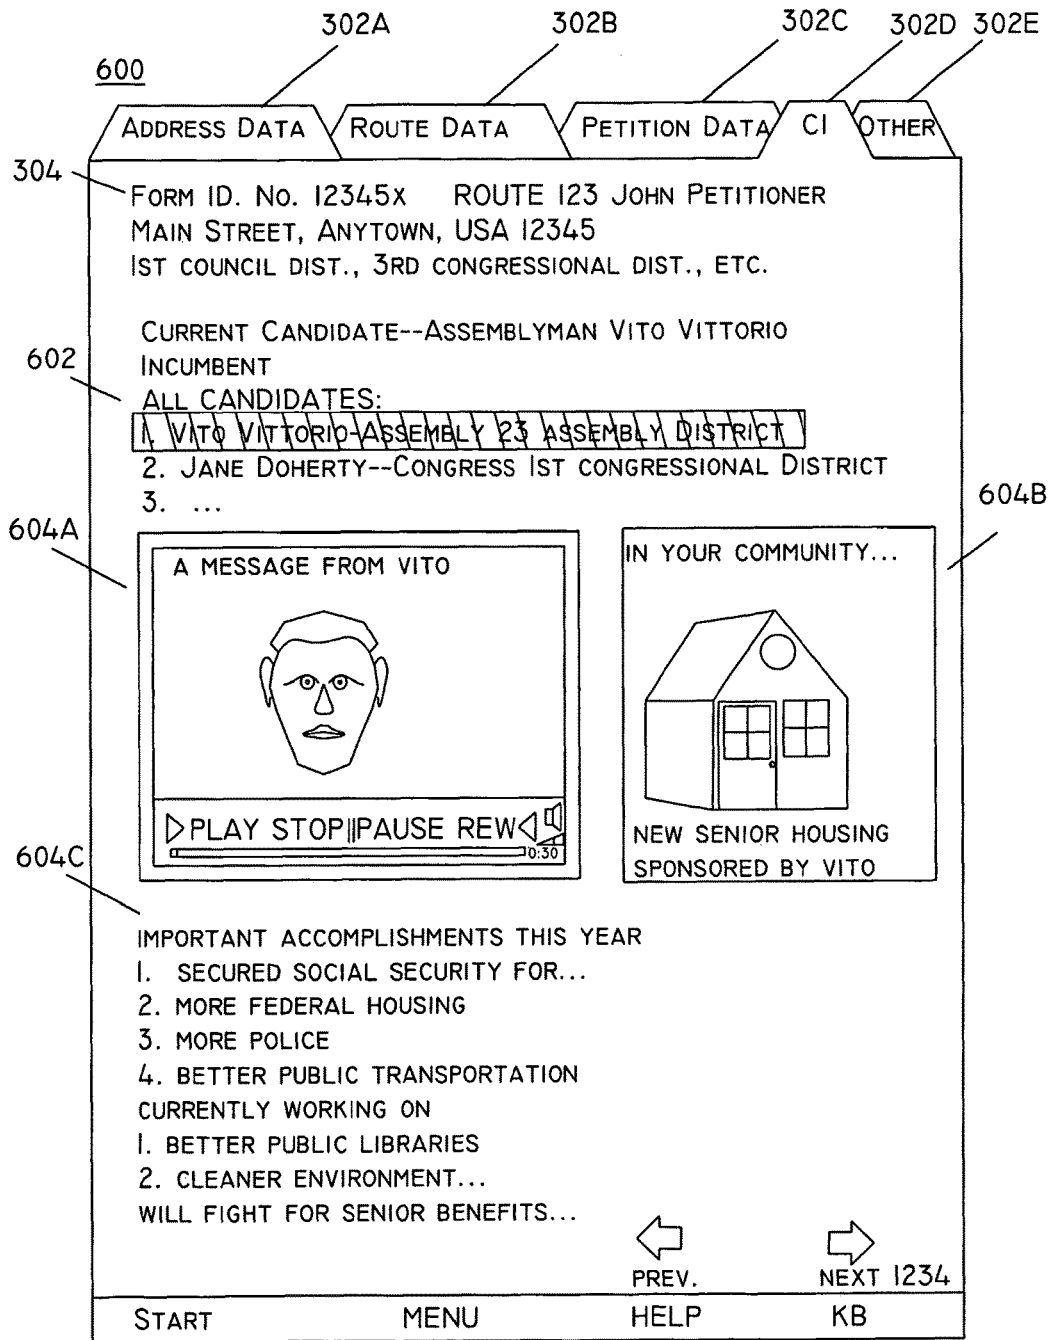 302A 302B 302C 302D 302E
600
ADDRESS DATA ROUTE DATA PETITION DATA CI OTHER
304
FORM ID. NO. 12345X ROUTE 123 JOHN PETITIONER
MAIN STREET, ANYTOWN, USA 12345
1ST COUNCIL DIST., 3RD CONGRESSIONAL DIST., ETC.
CURRENT CANDIDATE--ASSEMBLYMAN VITO VITTORIO
602
INCUMBENT
ALL CANDIDATES:
1. VITO VITTORIO-ASSEMBLY 23 ASSEMBLY DISTRICT
2. JANE DOHERTY--CONGRESS 1ST CONGRESSIONAL DISTRICT
3. ...
604A
604B
A MESSAGE FROM VITO
IN YOUR COMMUNITY...
PLAY STOP||PAUSE REW
0:30
NEW SENIOR HOUSING
SPONSORED BY VITO
604C
IMPORTANT ACCOMPLISHMENTS THIS YEAR
1. SECURED SOCIAL SECURITY FOR...
2. MORE FEDERAL HOUSING
3. MORE POLICE
4. BETTER PUBLIC TRANSPORTATION
CURRENTLY WORKING ON
1. BETTER PUBLIC LIBRARIES
2. CLEANER ENVIRONMENT...
WILL FIGHT FOR SENIOR BENEFITS...
PREV. NEXT 1234
START MENU HELP KB